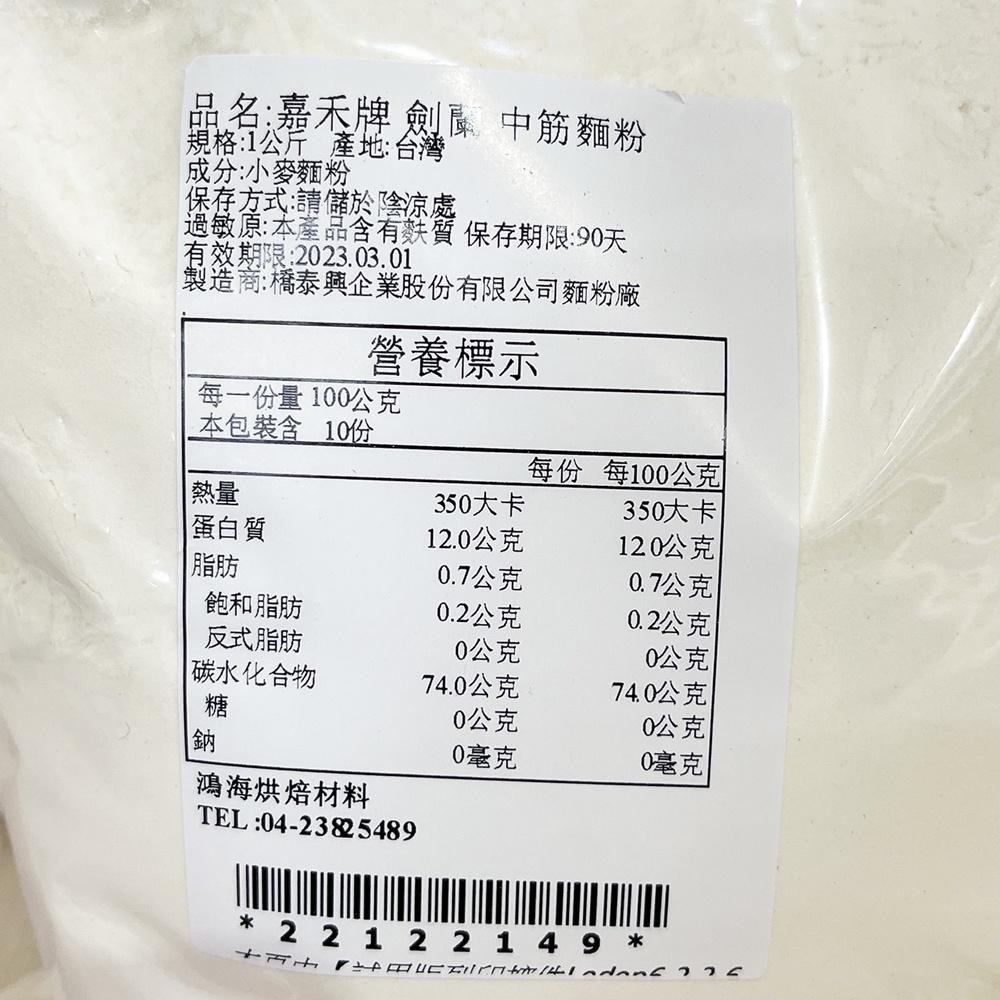 品名:嘉禾牌 劍蘭 中筋麵粉
規格:1公斤 產地:台灣
成分:小麥麵粉
保存方式:請儲於陰涼處
過敏原:本產品含有麩質 保存期限:90天
有效期限:2023.03.01
製造商:橋泰興企業股份有限公司麵粉廠
營養標示
每一份量 100公克
本包裝含 10份
每份 每100公克
熱量 350大卡 350大卡
蛋白質 12.0公克 12.0公克
脂肪 0.7公克 0.7公克
飽和脂肪 0.2公克 0.2公克
反式脂肪 0公克 0公克
碳水化合物 74.0公克 74.0公克
糖 0公克 0公克
鈉 0毫克 0毫克
鴻海烘焙材料
TEL:04-23825489
*22122149*